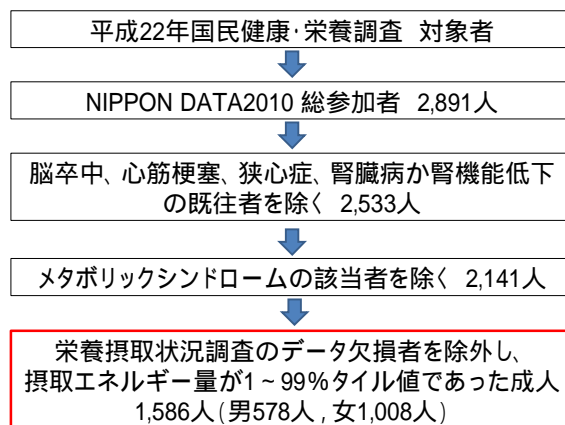 平成22年国民健康・栄養調査 対象者
NIPPON DATA2010 総参加者 2,891人
脳卒中、心筋梗塞、狭心症、腎臓病か腎機能低下
の既往者を除く 2,533人
メタボリックシンドロームの該当者を除く 2,141人
栄養摂取状況調査のデータ欠損者を除外し、
摂取エネルギー量が1~99%タイル値であった成人
1,586人(男578人, 女1,008人)